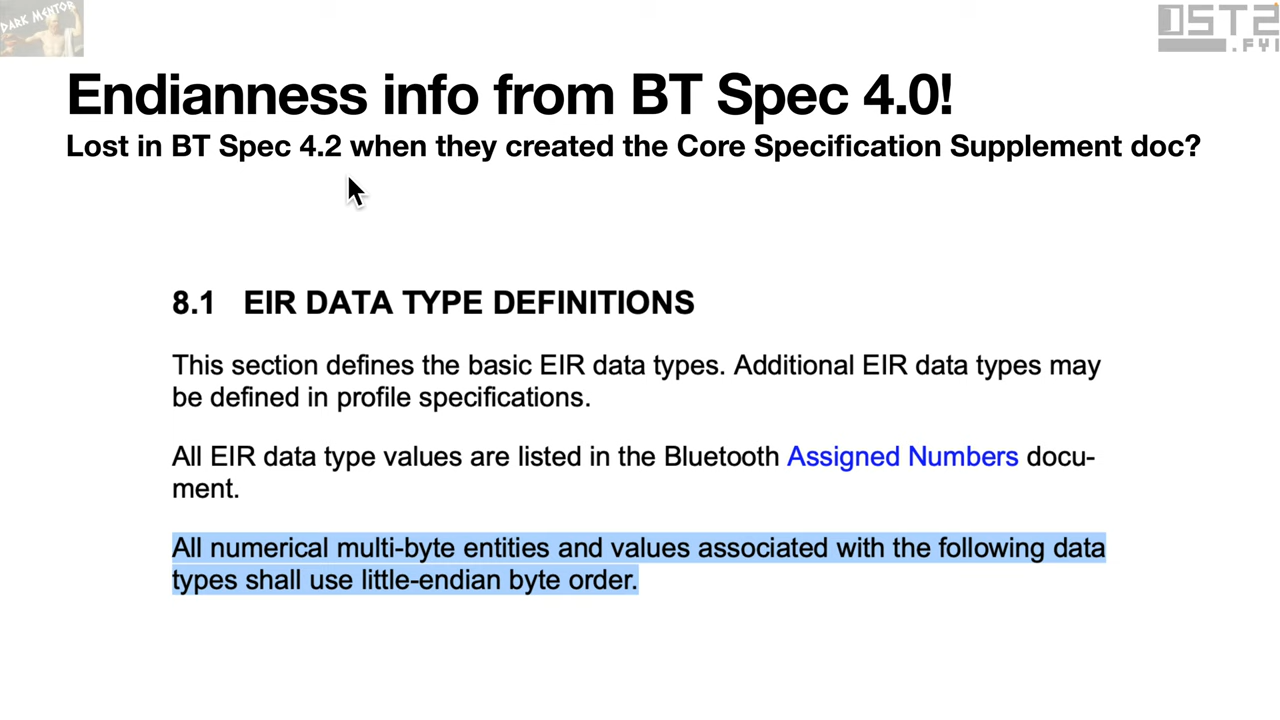 DARK MENTOR
OST2
.FYI
Endianness info from BT Spec 4.0!
Lost in BT Spec 4.2 when they created the Core Specification Supplement doc?
8.1 EIR DATA TYPE DEFINITIONS
This section defines the basic EIR data types. Additional EIR data types may
be defined in profile specifications.
All EIR data type values are listed in the Bluetooth Assigned Numbers docu-
ment.
All numerical multi-byte entities and values associated with the following data
types shall use little-endian byte order.